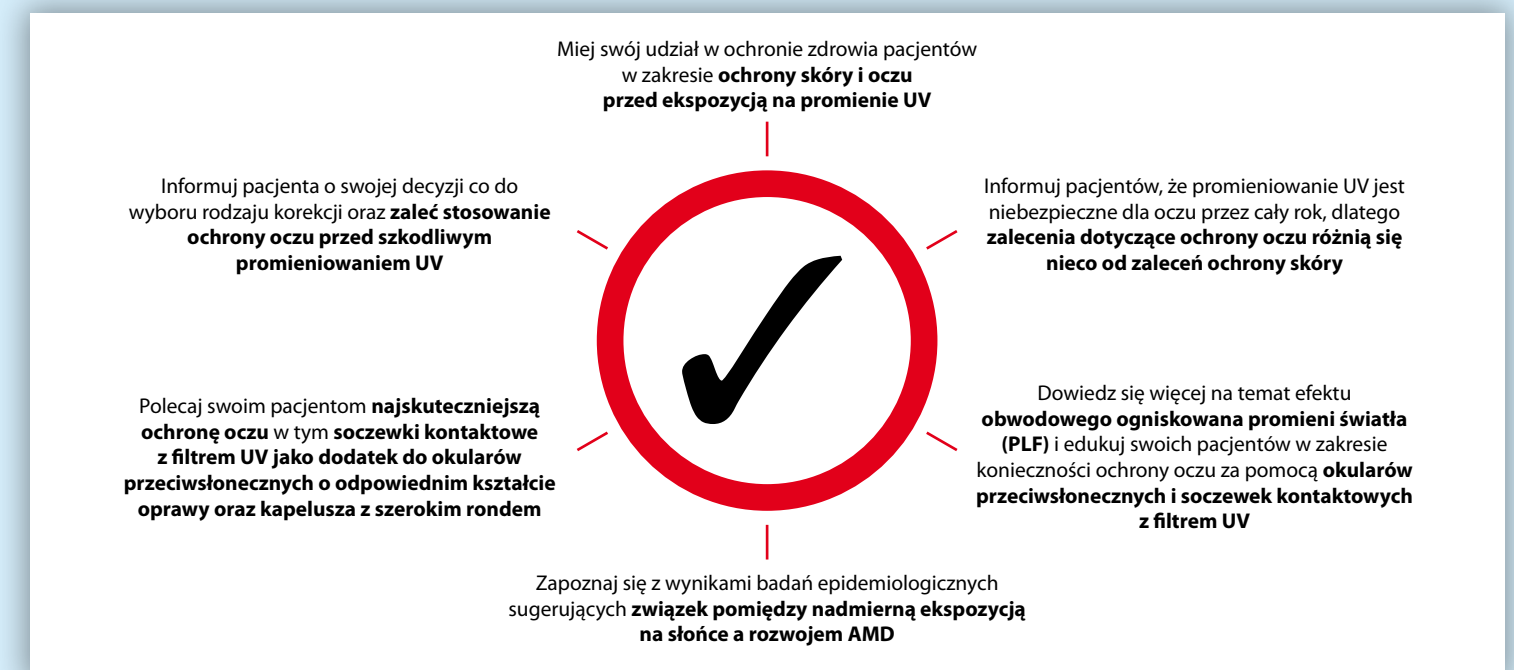 Miej swój udział w ochronie zdrowia pacjentów
w zakresie ochrony skóry i oczu
przed ekspozycją na promienie UV
Informuj pacjenta o swojej decyzji co do
wyboru rodzaju korekcji oraz zaleć stosowanie
ochrony oczu przed szkodliwym
promieniowaniem UV
Informuj pacjentów, że promieniowanie UV jest
niebezpieczne dla oczu przez cały rok, dlatego
zalecenia dotyczące ochrony oczu różnią się
nieco od zaleceń ochrony skóry
Polecaj swoim pacjentom najskuteczniejszą
ochronę oczu w tym soczewki kontaktowe
z filtrem UV jako dodatek do okularów
przeciwsłonecznych o odpowiednim kształcie
oprawy oraz kapelusza z szerokim rondem
Dowiedz się więcej na temat efektu
obwodowego ogniskowana promieni światła
(PLF) i edukuj swoich pacjentów w zakresie
konieczności ochrony oczu za pomocą okularów
przeciwsłonecznych i soczewek kontaktowych
z filtrem UV
Zapoznaj się z wynikami badań epidemiologicznych
sugerujących związek pomiędzy nadmierną ekspozycją
na słońce a rozwojem AMD